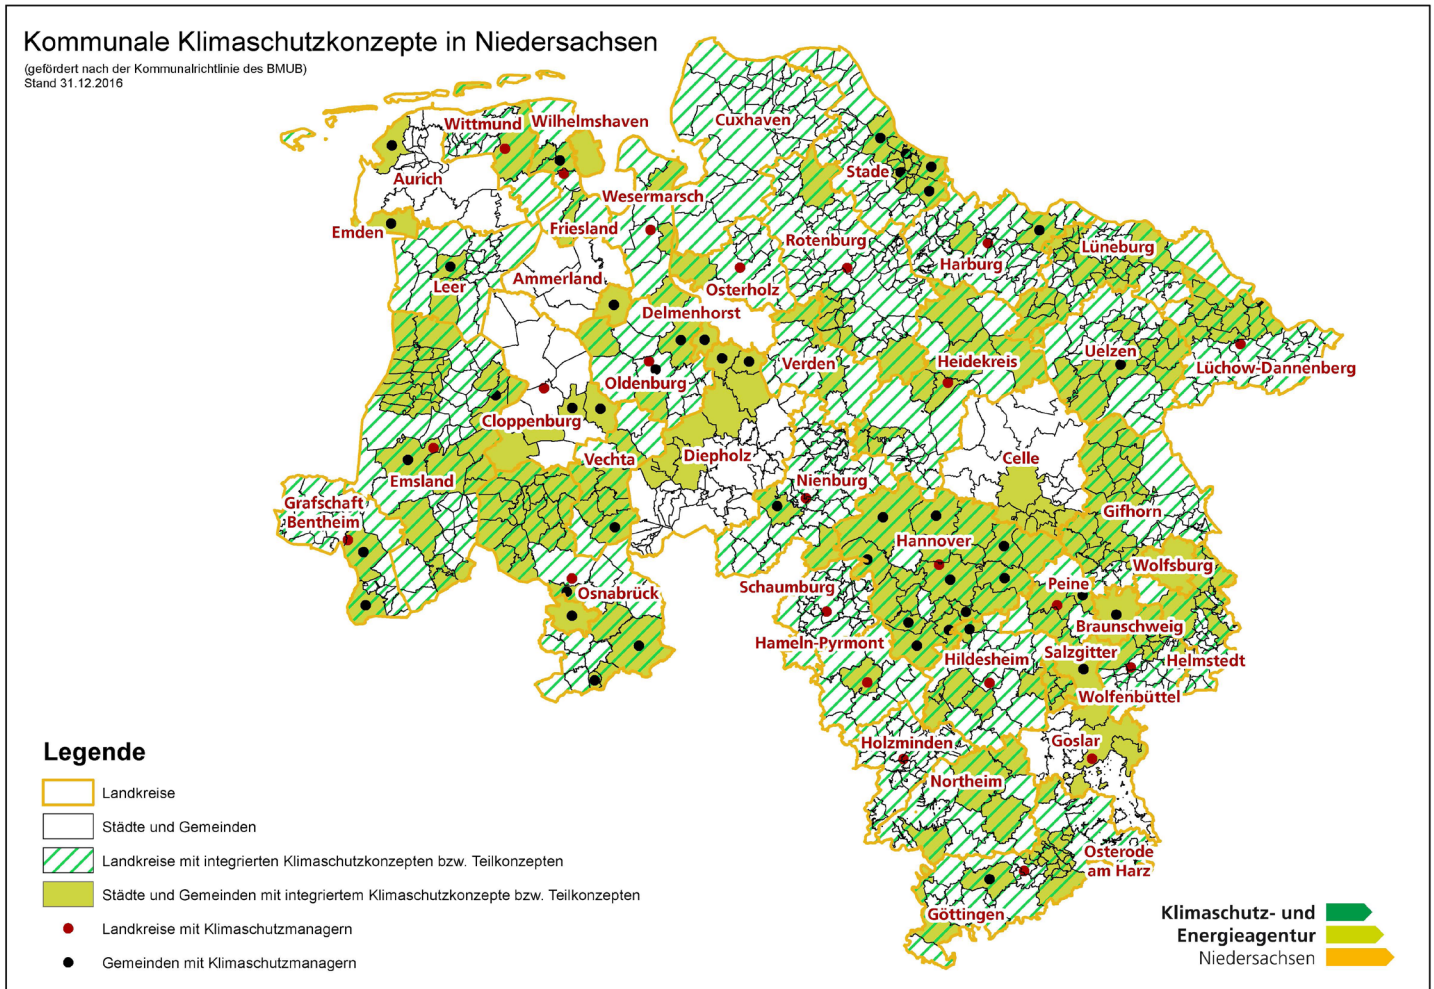 Kommunale Klimaschutzkonzepte in Niedersachsen
(gefördert nach der Kommunalrichtlinie des BMUB)
Stand 31.12.2016
Cuxhaven
Wittmund
Wilhelmshaven
Aurich
Stade
Wesermarsch
Emden
Friesland
Rotenburg
Lüneburg
Harburg
Ammerland
Leer
Osterholz
Delmenhorst
Verden
Heidekreis
Uelzen
Lüchow-Dannenberg
Oldenburg
Cloppenburg
Vechta
Diepholz
Celle
Emsland
Nienburg
Grafschaft
Bentheim
Gifhorn
Hannover
Wolfsburg
Peine
Schaumburg
Osnabrück
Braunschweig
Hameln-Pyrmont
Hildesheim
Salzgitter
Helmstedt
Wolfenbüttel
Holzminden
Goslar
Northeim
Osterode
am Harz
Göttingen
Legende
Landkreise
Städte und Gemeinden
Landkreise mit integrierten Klimaschutzkonzepten bzw. Teilkonzepten
Städte und Gemeinden mit integriertem Klimaschutzkonzepte bzw. Teilkonzepten
Landkreise mit Klimaschutzmanagern
Gemeinden mit Klimaschutzmanagern
Klimaschutz- und
Energieagentur
Niedersachsen